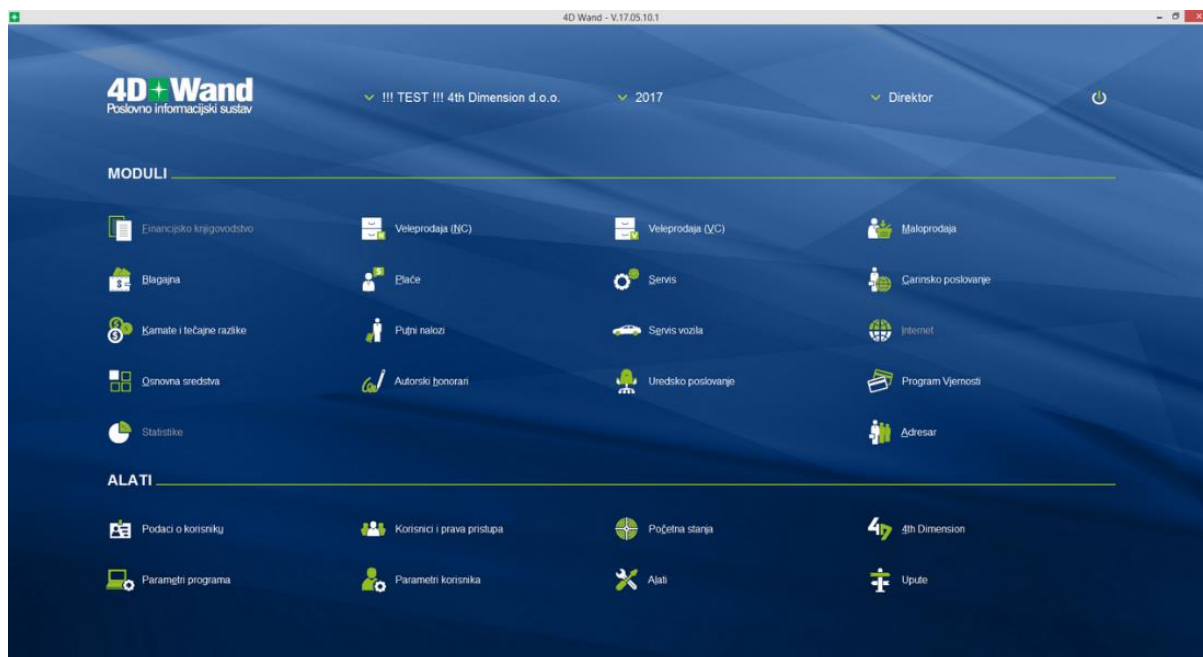 4D Wand - V.17.05.10.1
4D Wand
Poslovno informacijski sustav
!!! TEST !!! 4th Dimension d.o.o.
2017
Direktor
MODULI
Financijsko knjigovodstvo
Veleprodaja (NC)
Veleprodaja (VC)
Maloprodaja
Blagajna
Plaće
Servis
Carinsko poslovanje
Kamate i tečajne razlike
Putni nalozi
Servis vozila
Internet
Osnovna sredstva
Autorski honorari
Uredsko poslovanje
Program Vjernosti
Statistike
Adresar
ALATI
Podaci o korisniku
Korisnici i prava pristupa
Početna stanja
4th Dimension
Parametri programa
Parametri korisnika
Alati
Upute